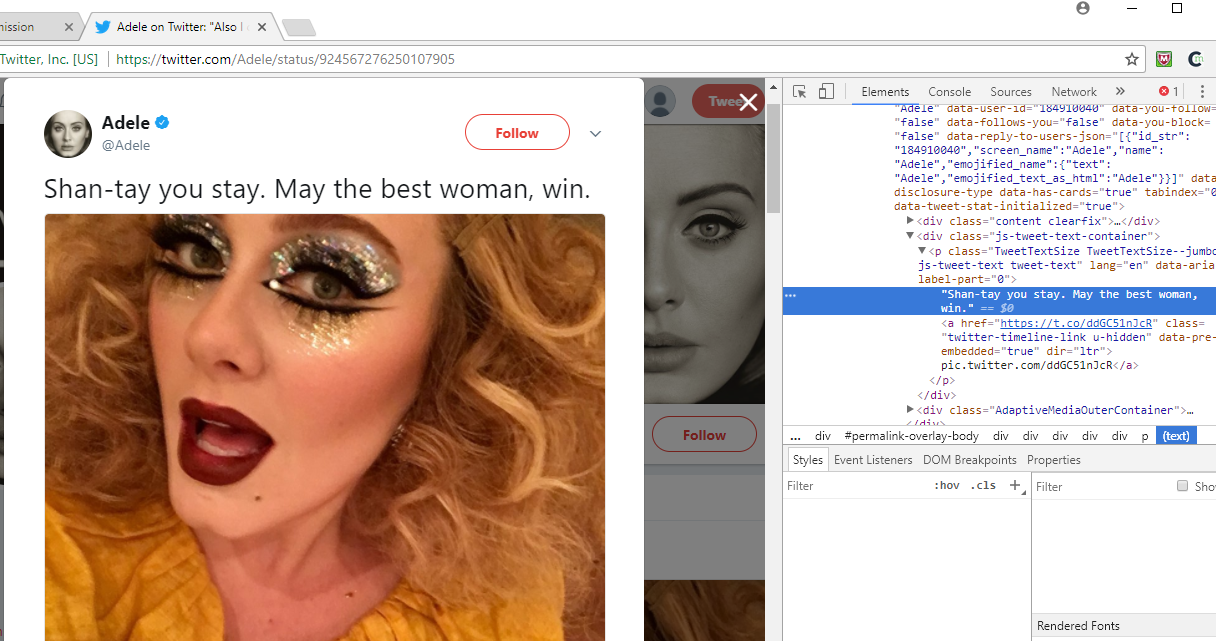 nission
Adele on Twitter: "Also I
Twitter, Inc. [US]
https://twitter.com/Adele/status/924567276250107905
Adele
@Adele
Follow
Shan-tay you stay. May the best woman, win.
Twee
Follow
Elements Console Sources Network » 1
"Adele" data-user-id="184910040" data-you-follow=
"false" data-follows-you="false" data-you-block=
"false" data-reply-to-users-json="[{"id_str":
"184910040","screen_name":"Adele","name":
"Adele","emojified_name":{"text":
"Adele","emojified_text_as_html":"Adele"}}]" data
disclosure-type data-has-cards="true" tabindex="0
data-tweet-stat-initialized="true">
<div class="content clearfix">…</div>
<div class="js-tweet-text-container">
<p class="TweetTextSize TweetTextSize--jumbo
js-tweet-text tweet-text" lang="en" data-aria
label-part="0">
"Shan-tay you stay. May the best woman,
win." == $0
<a href="https://t.co/ddGC51nJcR" class=
"twitter-timeline-link u-hidden" data-pre-
embedded="true" dir="ltr">
pic.twitter.com/ddGC51nJcR</a>
</p>
</div>
<div class="AdaptiveMediaOuterContainer">…
</div>
... div #permalink-overlay-body div div div div div p (text)
Styles Event Listeners DOM Breakpoints Properties
Filter :hov .cls +
Filter Show
Rendered Fonts